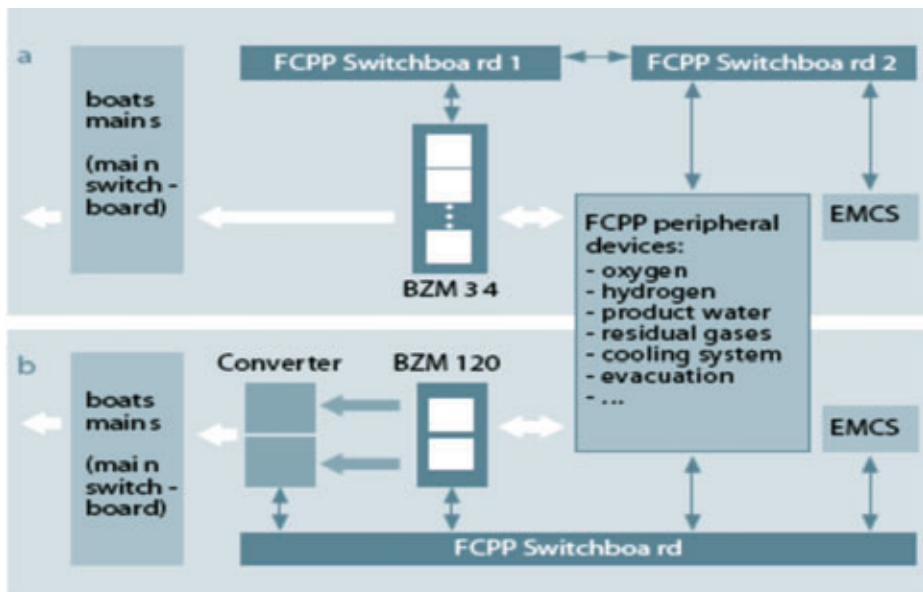 a
FCPP Switchboa rd 1
FCPP Switchboa rd 2
boats
main s
(mai n
switch -
board)
BZM 3 4
FCPP peripheral
devices:
- oxygen
- hydrogen
- product water
- residual gases
- cooling system
- evacuation
- ...
EMCS
b
Converter
BZM 120
boats
main s
(mai n
switch -
board)
EMCS
FCPP Switchboa rd